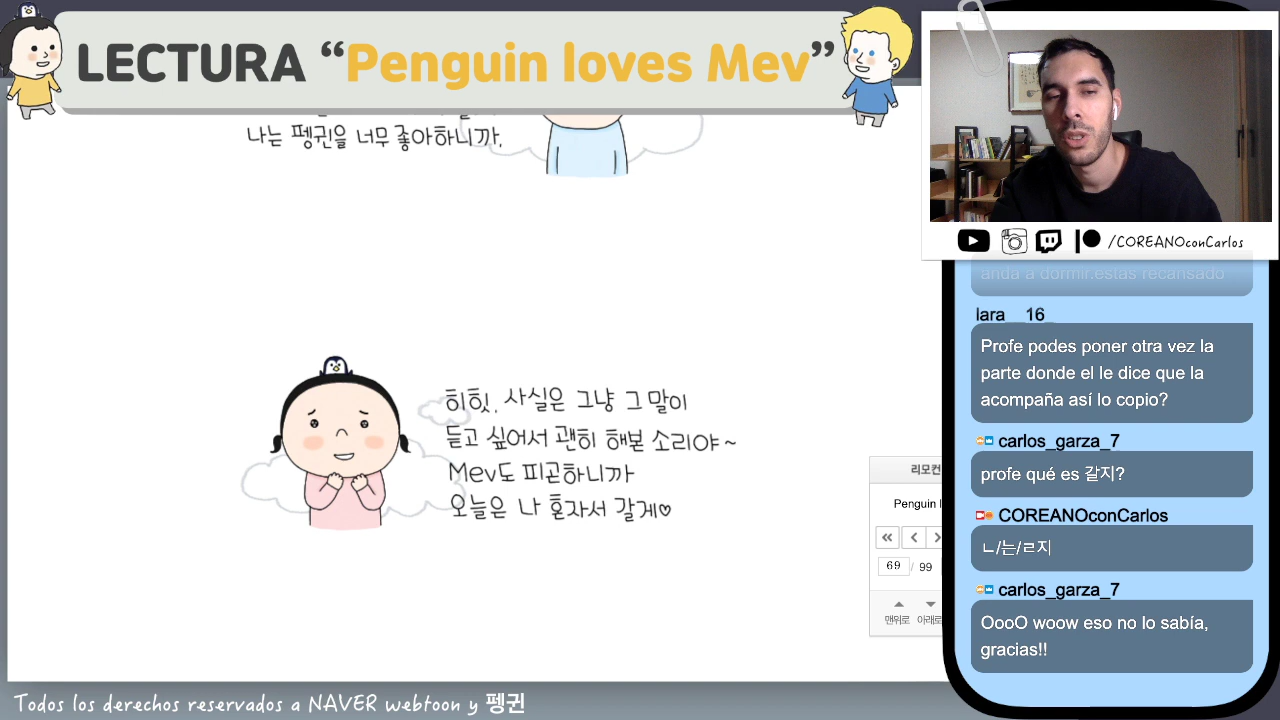 LECTURA “Penguin loves Mev”
나는 펭귄을 너무 좋아하니까.
히힛. 사실은 그냥 그 말이
듣고 싶어서 괜히 해본 소리야~
Mev도 피곤하니까
오늘은 나 혼자서 갈게♡
리모컨
Penguin l
69 / 99
맨위로 아래로
/COREANOconCarlos
anda a dormir.estas recansado
lara__16_
Profe podes poner otra vez la
parte donde el le dice que la
acompaña así lo copio?
carlos_garza_7
profe qué es 갈지?
COREANOconCarlos
ㄴ/는/ㄹ지
carlos_garza_7
OooO woow eso no lo sabía,
gracias!!
Todos los derechos reservados a NAVER webtoon y 펭귄